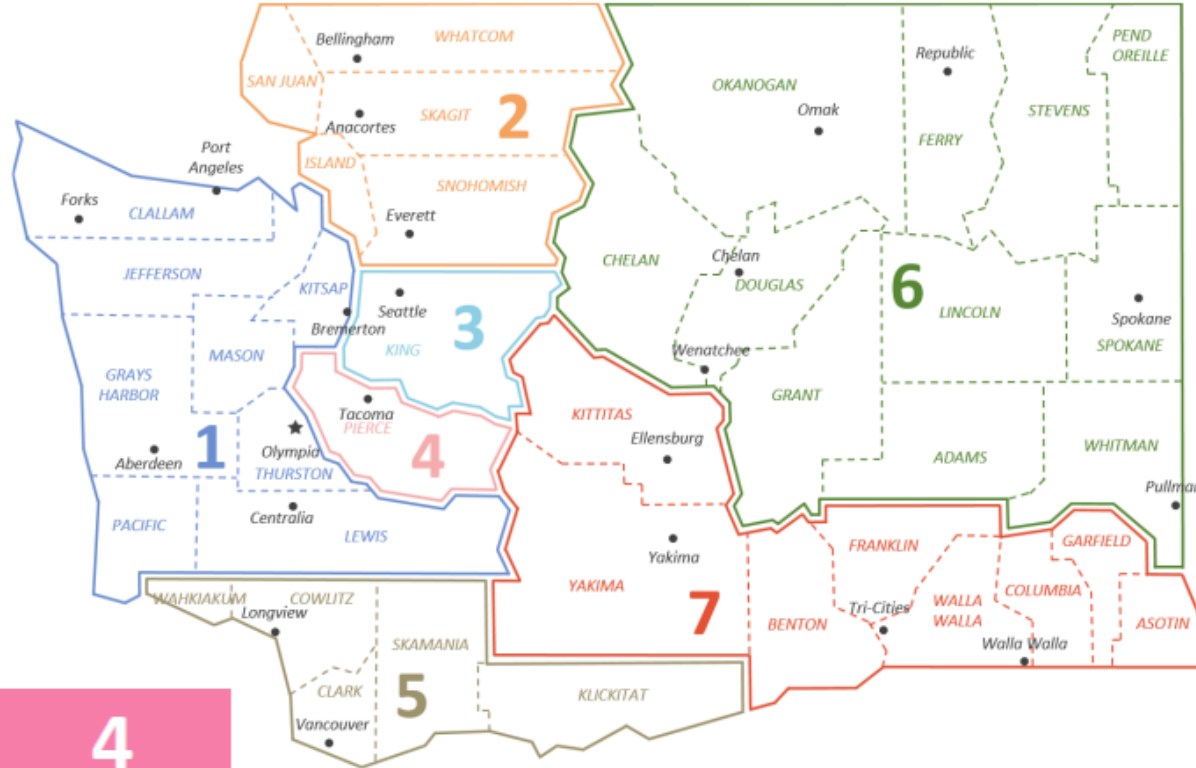 Bellingham
WHATCOM
SAN JUAN
SKAGIT
2
Anacortes
ISLAND
SNOHOMISH
Everett
Port
Angeles
Forks
CLALLAM
JEFFERSON
KITSAP
Bremerton
MASON
GRAYS
HARBOR
Aberdeen
1
Olympia
THURSTON
Centralia
PACIFIC
LEWIS
Seattle
3
KING
Tacoma
PIERCE
4
PEND
OREILLE
Republic
OKANOGAN
Omak
STEVENS
FERRY
CHELAN
Chelan
DOUGLAS
6
LINCOLN
Spokane
SPOKANE
Wenatchee
GRANT
ADAMS
WHITMAN
Pullman
KITTITAS
Ellensburg
Yakima
YAKIMA
7
FRANKLIN
GARFIELD
COLUMBIA
WALLA
WALLA
Tri-Cities
BENTON
ASOTIN
Walla Walla
WAHKIAKUM
COWLITZ
Longview
SKAMANIA
CLARK
5
KLICKITAT
Vancouver
4